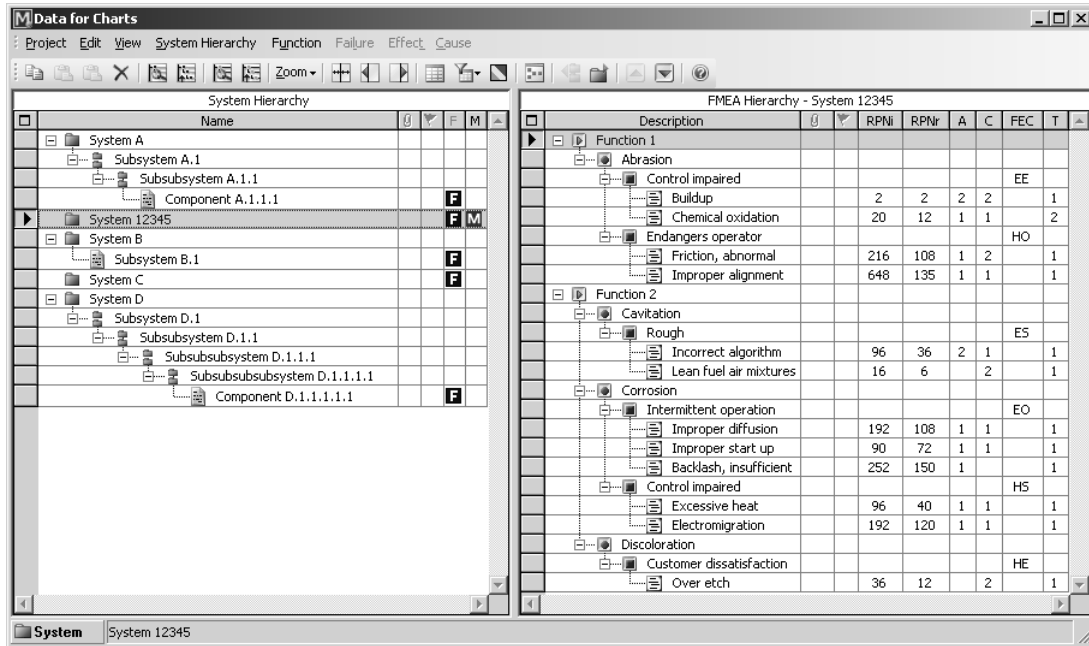 Data for Charts
Project Edit View System Hierarchy Function Failure Effect Cause
Zoom
System Hierarchy
Name F M
System A
Subsystem A.1
Subsubsystem A.1.1
Component A.1.1.1 F
System 12345 F M
System B
Subsystem B.1 F
System C F
System D
Subsystem D.1
Subsubsystem D.1.1
Subsubsubsystem D.1.1.1
Subsubsubsubsystem D.1.1.1.1
Component D.1.1.1.1.1 F
FMEA Hierarchy - System 12345
Description RPNi RPNr A C FEC T
Function 1
Abrasion
Control impaired EE
Buildup 2 2 2 2 1
Chemical oxidation 20 12 1 1 2
Endangers operator HO
Friction, abnormal 216 108 1 2 1
Improper alignment 648 135 1 1 1
Function 2
Cavitation
Rough ES
Incorrect algorithm 96 36 2 1 1
Lean fuel air mixtures 16 6 2 1
Corrosion
Intermittent operation EO
Improper diffusion 192 108 1 1 1
Improper start up 90 72 1 1 1
Backlash, insufficient 252 150 1 1
Control impaired HS
Excessive heat 96 40 1 1 1
Electromigration 192 120 1 1 1
Discoloration
Customer dissatisfaction HE
Over etch 36 12 2 1
System System 12345